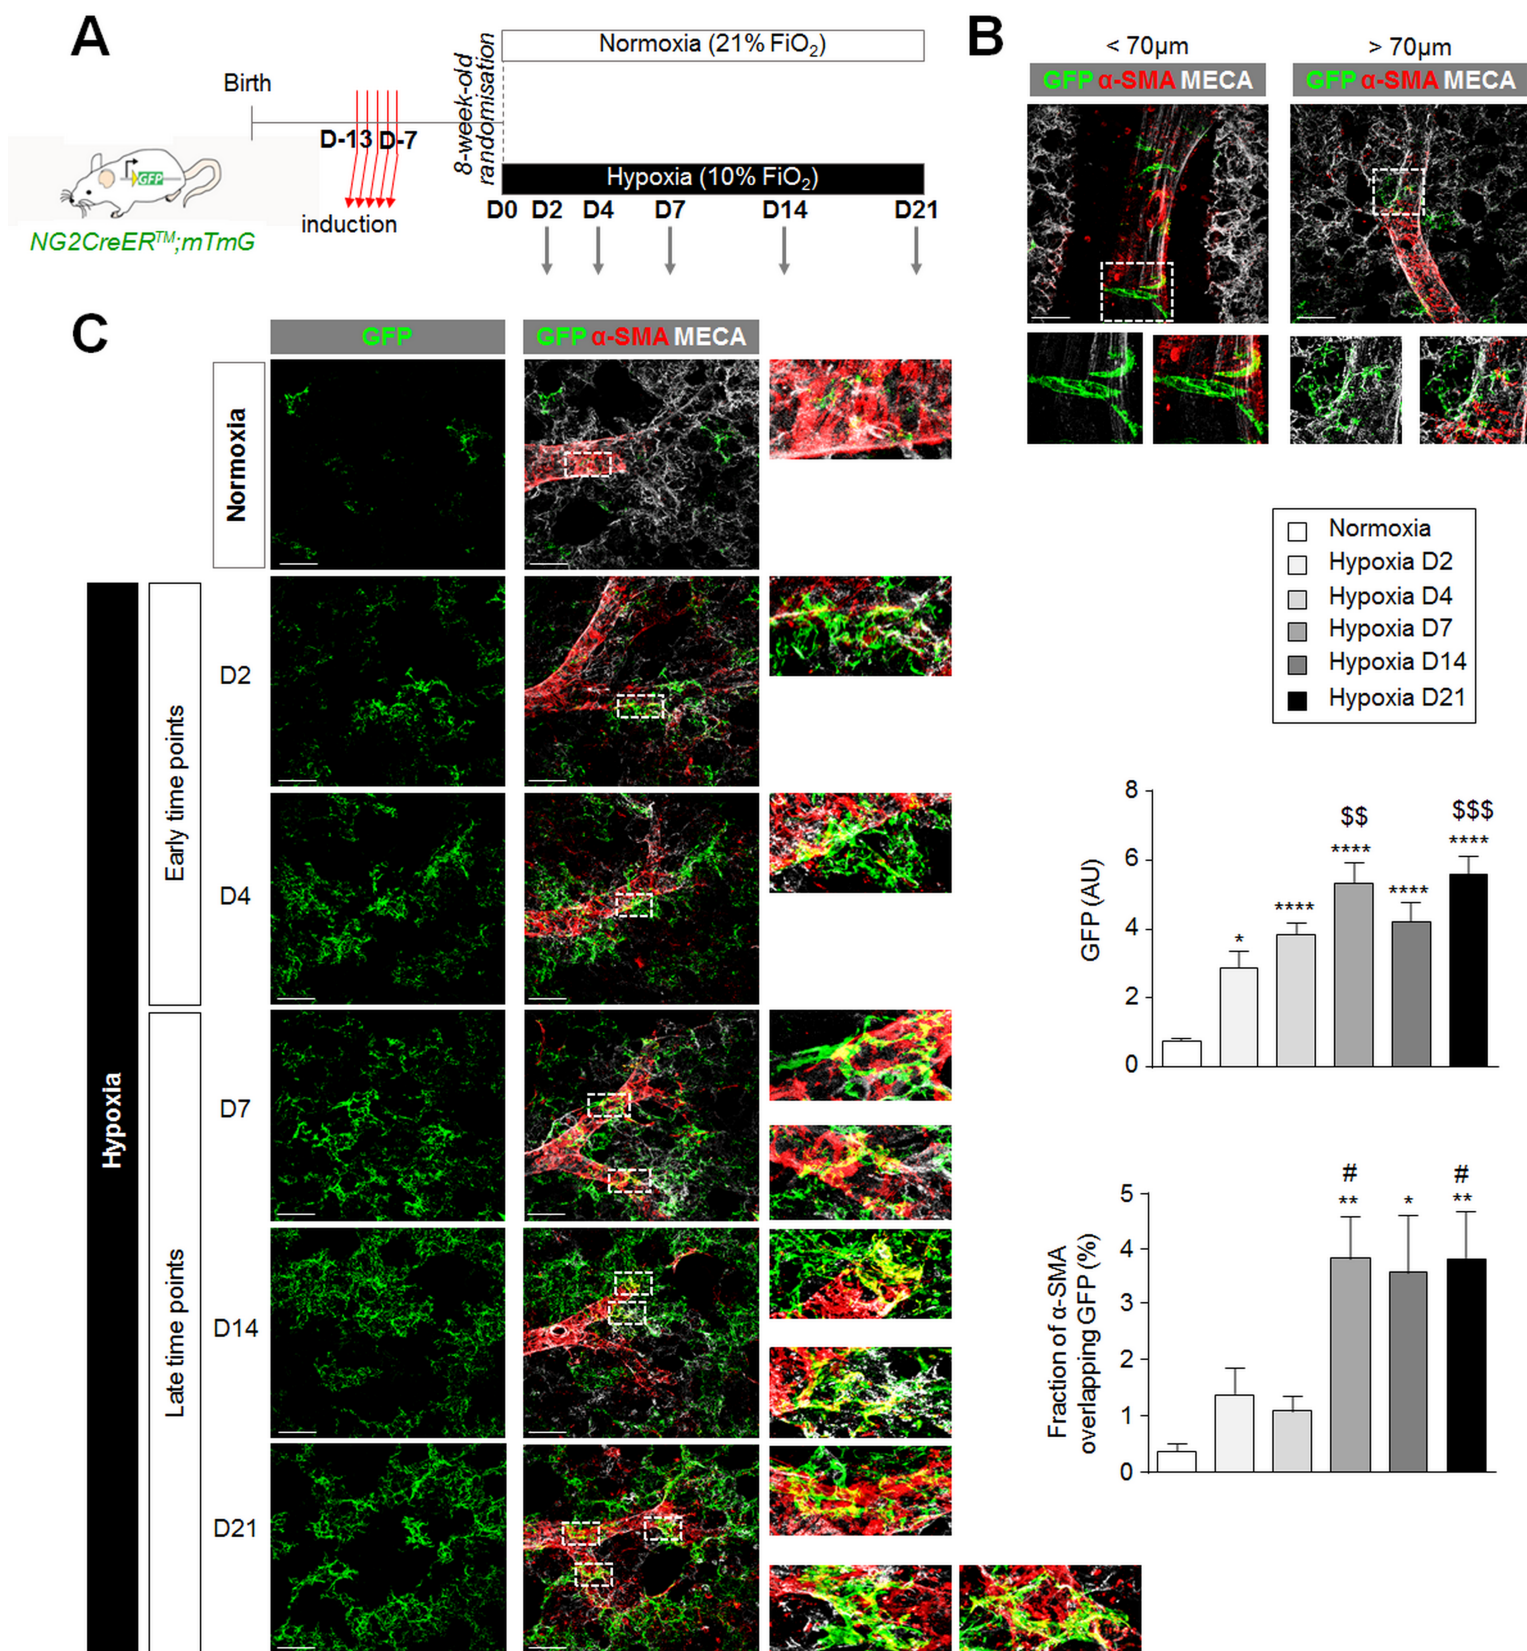 A
Birth
D-13
D-7
induction
GFP
NG2CreER™;mTmG
8-week-old
randomisation
Normoxia (21% FiO₂)
Hypoxia (10% FiO₂)
D0 D2 D4 D7 D14 D21
B
< 70µm
> 70µm
GFP α-SMA MECA
GFP α-SMA MECA
C
GFP
GFP α-SMA MECA
Normoxia
Hypoxia
Early time points
D2
D4
Late time points
D7
D14
D21
Normoxia
Hypoxia D2
Hypoxia D4
Hypoxia D7
Hypoxia D14
Hypoxia D21
GFP (AU)
8
6
4
2
0
*
****
$$
****
****
$$$
****
Fraction of α-SMA
overlapping GFP (%)
5
4
3
2
1
0
#
**
*
#
**